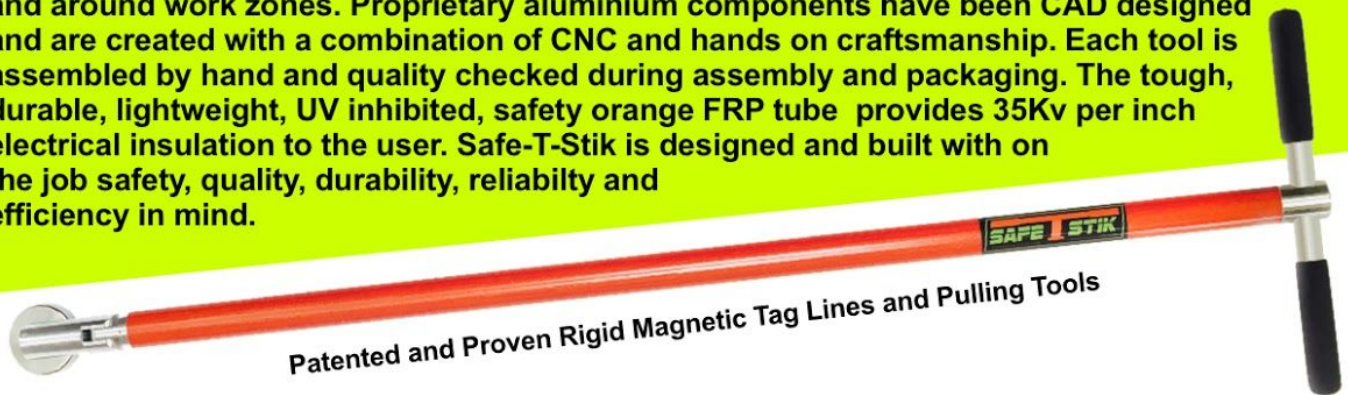 and around work zones. Proprietary aluminium components have been CAD designed
and are created with a combination of CNC and hands on craftsmanship. Each tool is
assembled by hand and quality checked during assembly and packaging. The tough,
durable, lightweight, UV inhibited, safety orange FRP tube provides 35Kv per inch
electrical insulation to the user. Safe-T-Stik is designed and built with on
the job safety, quality, durability, reliabilty and
efficiency in mind.
SAFE T STIK
Patented and Proven Rigid Magnetic Tag Lines and Pulling Tools